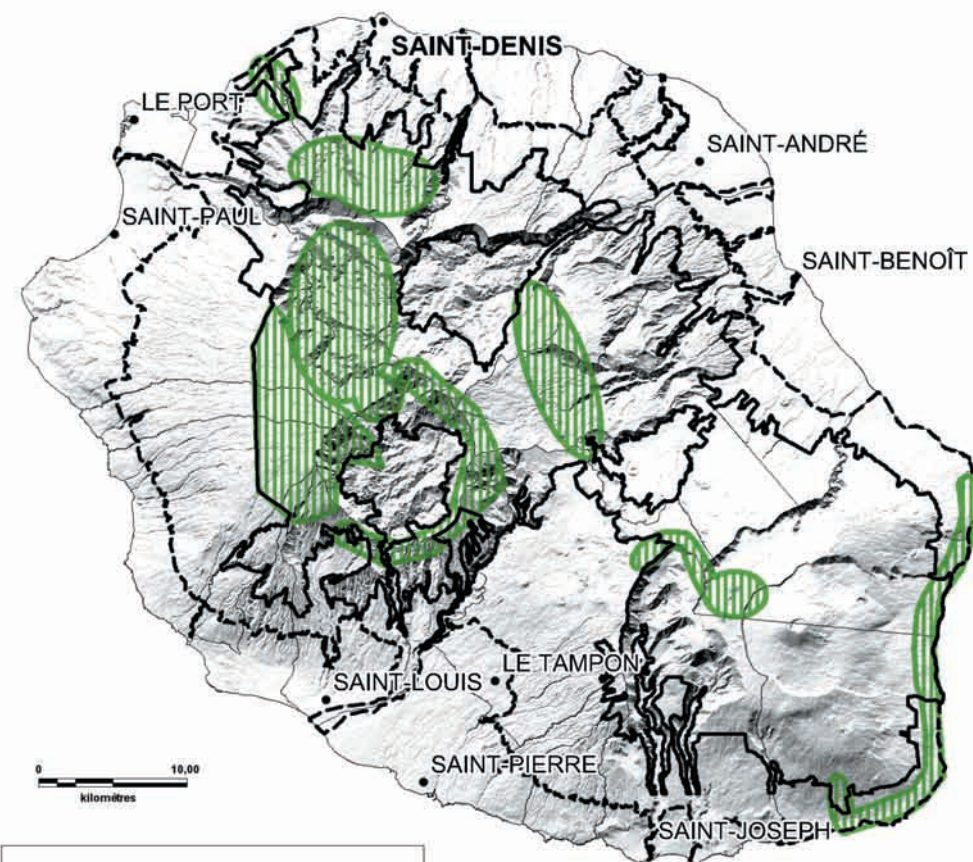 SAINT-DENIS
LE PORT
SAINT-ANDRÉ
SAINT-PAUL
SAINT-BENOÎT
LE TAMPON
SAINT-LOUIS
0 10,00
kilomètres
SAINT-PIERRE
SAINT-JOSEPH